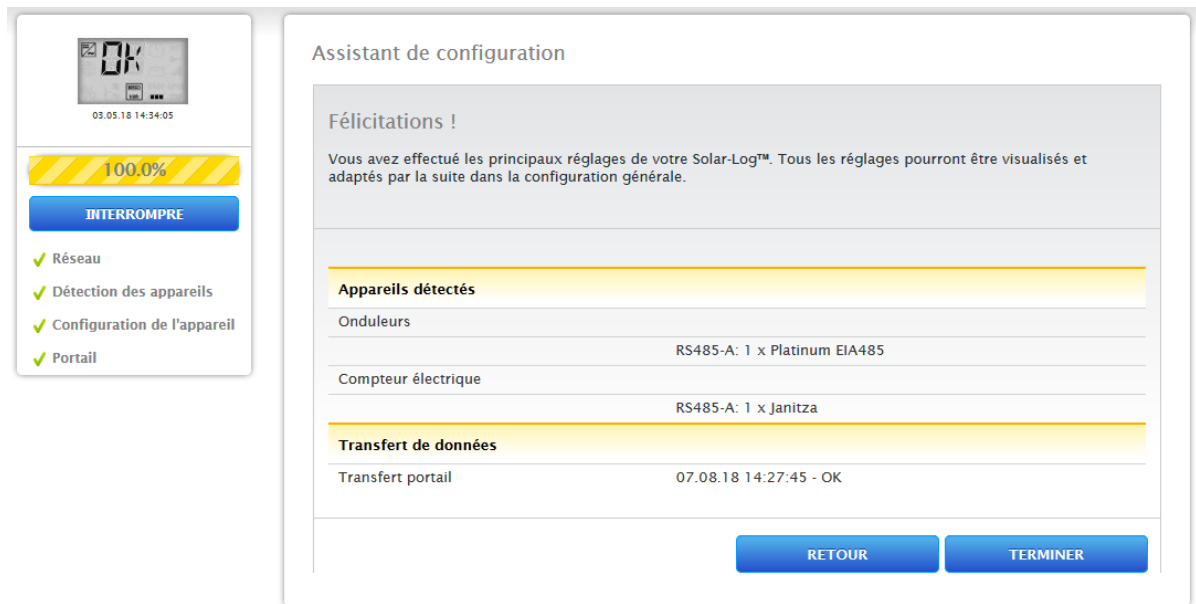 OK
03.05.18 14:34:05
100.0%
INTERROMPRE
Réseau
Détection des appareils
Configuration de l'appareil
Portail
Assistant de configuration
Félicitations !
Vous avez effectué les principaux réglages de votre Solar-Log™. Tous les réglages pourront être visualisés et
adaptés par la suite dans la configuration générale.
Appareils détectés
Onduleurs
RS485-A: 1 x Platinum EIA485
Compteur électrique
RS485-A: 1 x Janitza
Transfert de données
Transfert portail 07.08.18 14:27:45 - OK
RETOUR TERMINER